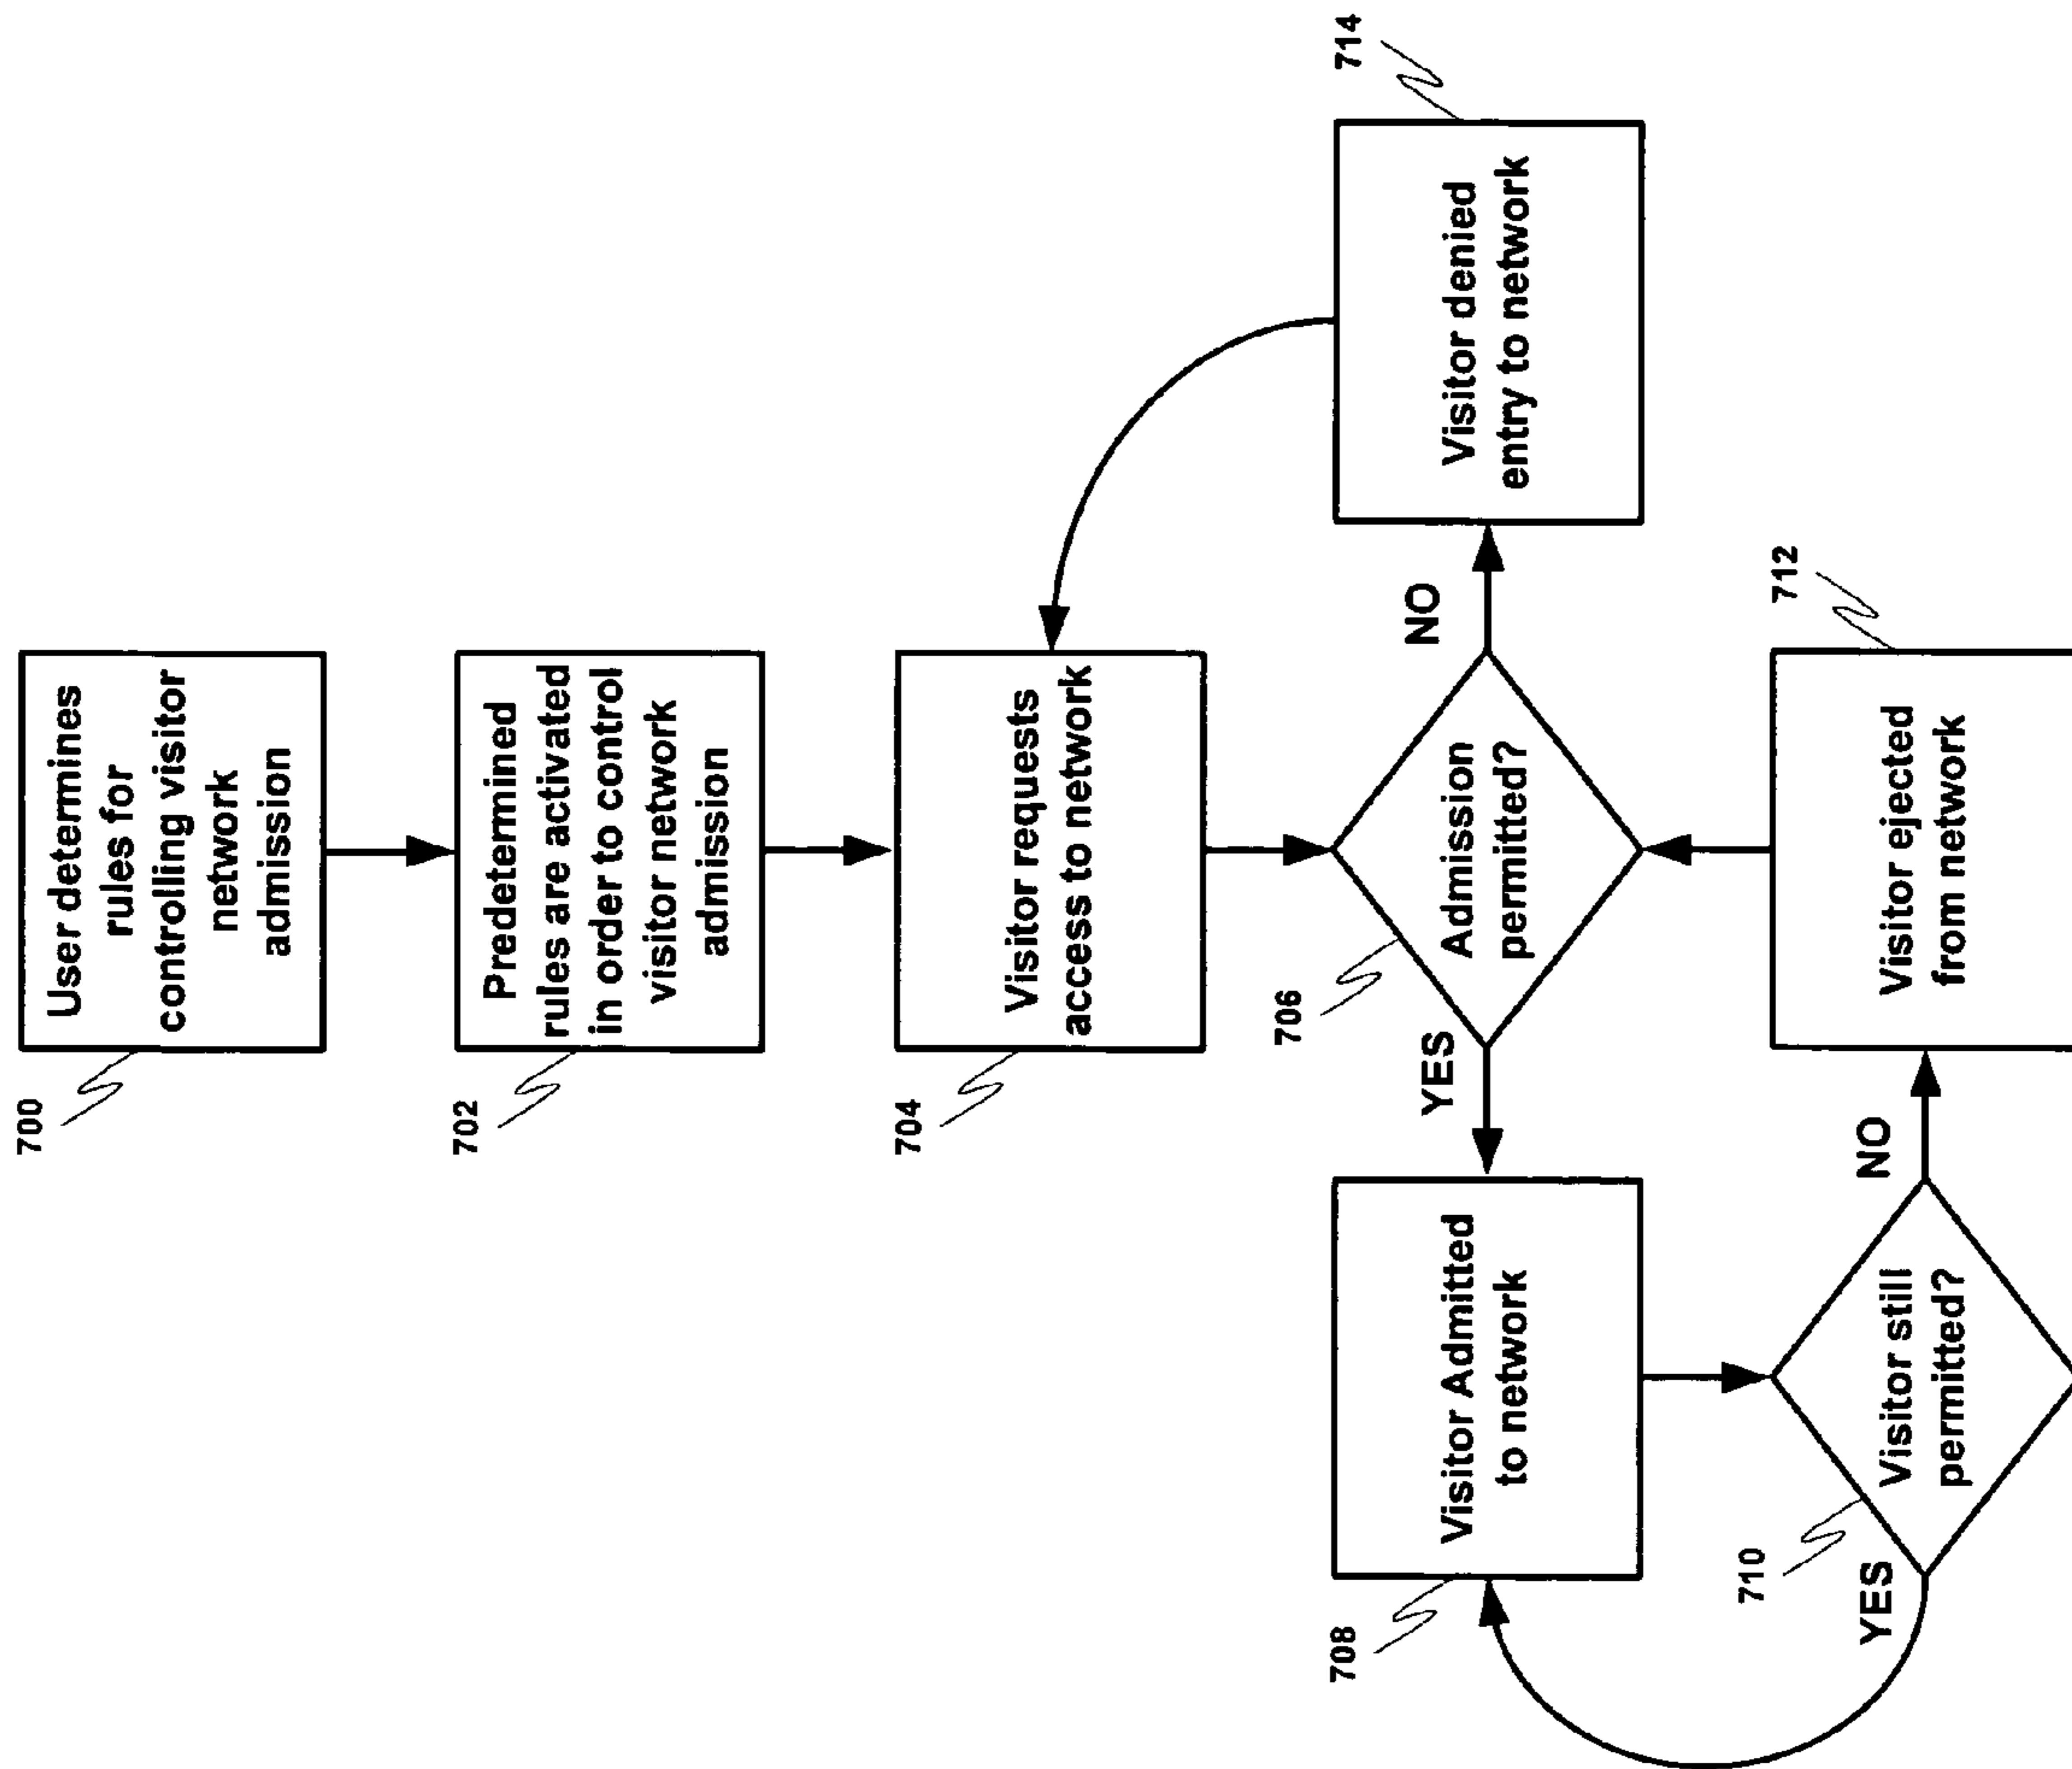 700
User determines
rules for
controlling visitor
network
admission
702
Predetermined
rules are activated
in order to control
visitor network
admission
704
Visitor requests
access to network
706
Admission
permitted?
YES
NO
708
Visitor Admitted
to network
714
Visitor denied
entry to network
710
Visitor still
permitted?
YES
NO
712
Visitor rejected
from network